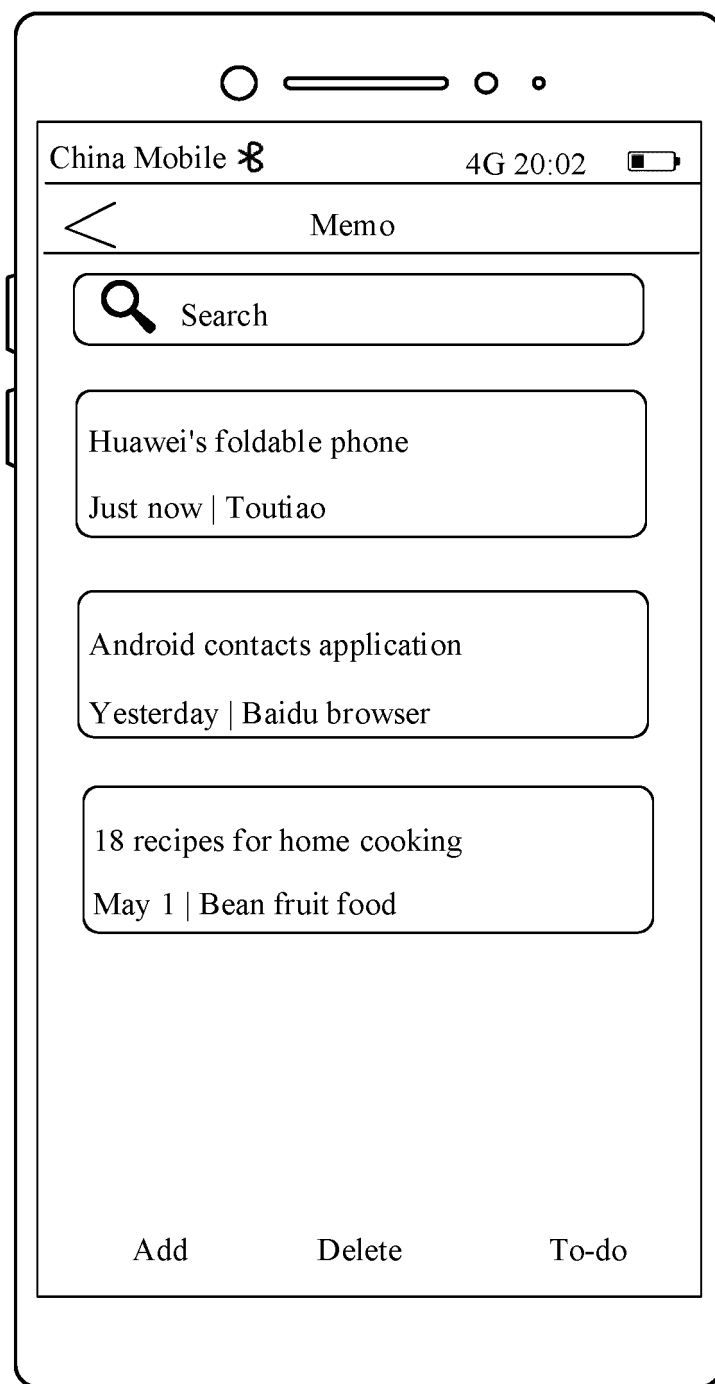 China Mobile 4G 20:02
Memo
Search
Huawei's foldable phone
Just now | Toutiao
Android contacts application
Yesterday | Baidu browser
18 recipes for home cooking
May 1 | Bean fruit food
Add Delete To-do